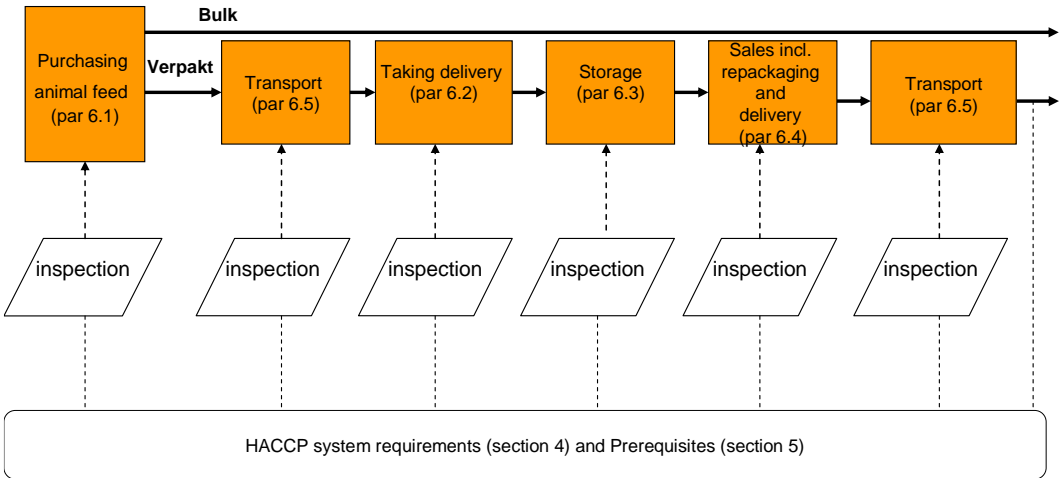 Bulk
Purchasing
animal feed
(par 6.1)
Verpakt
Transport
(par 6.5)
Taking delivery
(par 6.2)
Storage
(par 6.3)
Sales incl.
repackaging
and
delivery
(par 6.4)
Transport
(par 6.5)
inspection
inspection
inspection
inspection
inspection
inspection
HACCP system requirements (section 4) and Prerequisites (section 5)